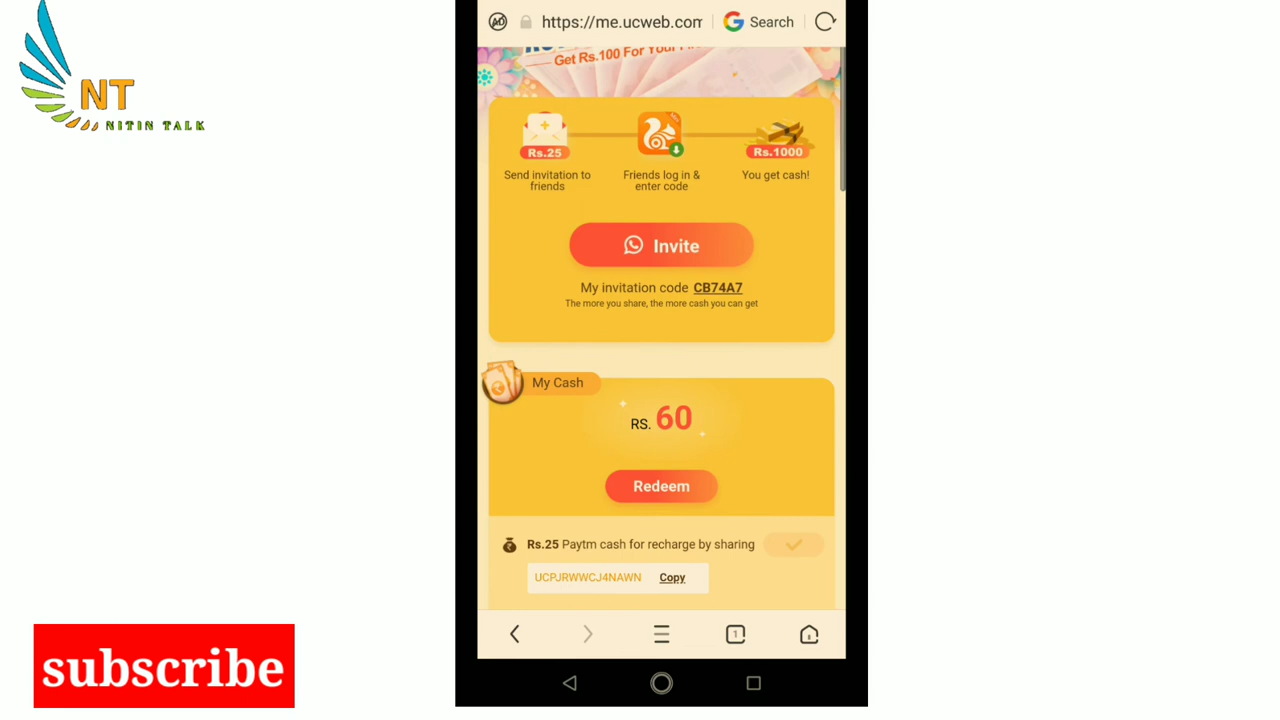 NT
NITIN TALK
AD
https://me.ucweb.com
Search
Get Rs.100 For Your Fi
Rs.25
Rs.1000
Send invitation to
friends
Friends log in &
enter code
You get cash!
Invite
My invitation code CB74A7
The more you share, the more cash you can get
My Cash
RS. 60
Redeem
Rs.25 Paytm cash for recharge by sharing
UCPJRWWCJ4NAWN Copy
1
subscribe